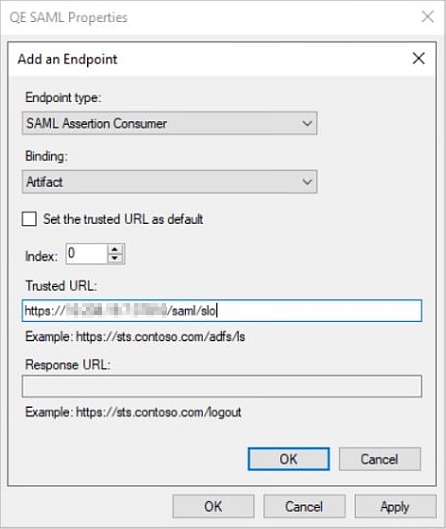 QE SAML Properties
Add an Endpoint
Endpoint type:
SAML Assertion Consumer
Binding:
Artifact
Set the trusted URL as default
Index: 0
Trusted URL:
https:// /saml/slo
Example: https://sts.contoso.com/adfs/ls
Response URL:
Example: https://sts.contoso.com/logout
OK Cancel
OK Cancel Apply